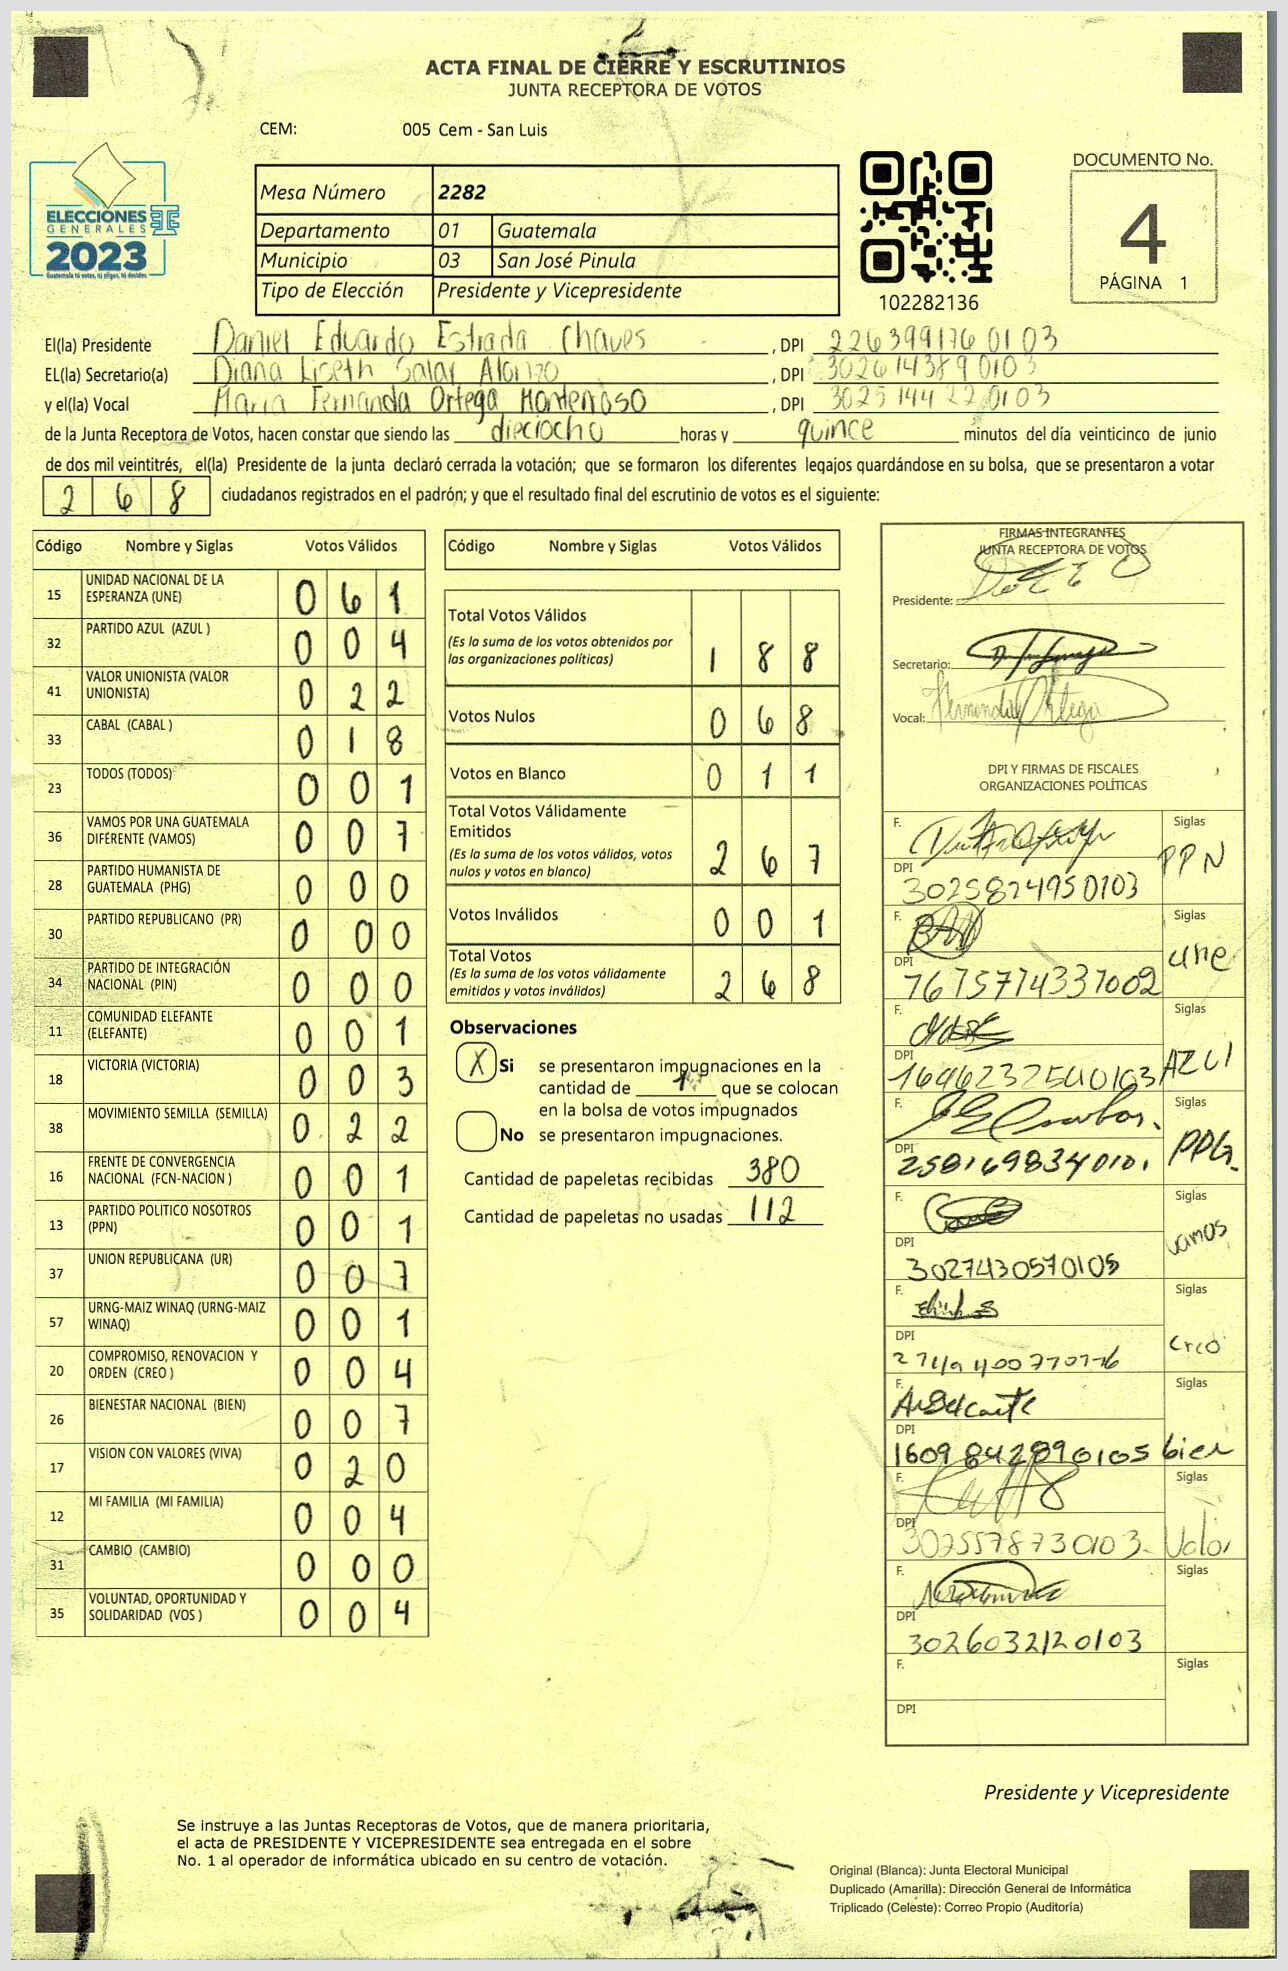 ACTA FINAL DE CIERRE Y ESCRUTINIOS
JUNTA RECEPTORA DE VOTOS
CEM: 005 Cem - San Luis
ELECCIONES
GENERALES
2023
Guatemala tú votas, tú eliges, tú decides
Mesa Número 2282
Departamento 01 Guatemala
Municipio 03 San José Pinula
Tipo de Elección Presidente y Vicepresidente
102282136
DOCUMENTO No.
4
PÁGINA 1
El(la) Presidente Daniel Eduardo Estrada Chaves, DPI 2263991760103
EL(la) Secretario(a) Diana Liseth Salar Alonzo, DPI 3026143890103
y el(la) Vocal Maria Fernanda Ortega Monterroso, DPI 3025144220103
de la Junta Receptora de Votos, hacen constar que siendo las dieciocho horas y quince minutos del día veinticinco de junio
de dos mil veintitrés, el(la) Presidente de la junta declaró cerrada la votación; que se formaron los diferentes legajos guardándose en su bolsa, que se presentaron a votar
268 ciudadanos registrados en el padrón; y que el resultado final del escrutinio de votos es el siguiente:
Código Nombre y Siglas Votos Válidos
15 UNIDAD NACIONAL DE LA ESPERANZA (UNE) 0 6 1
32 PARTIDO AZUL (AZUL ) 0 0 4
41 VALOR UNIONISTA (VALOR UNIONISTA) 0 2 2
33 CABAL (CABAL ) 0 1 8
23 TODOS (TODOS) 0 0 1
36 VAMOS POR UNA GUATEMALA DIFERENTE (VAMOS) 0 0 7
28 PARTIDO HUMANISTA DE GUATEMALA (PHG) 0 0 0
30 PARTIDO REPUBLICANO (PR) 0 0 0
34 PARTIDO DE INTEGRACIÓN NACIONAL (PIN) 0 0 0
11 COMUNIDAD ELEFANTE (ELEFANTE) 0 0 1
18 VICTORIA (VICTORIA) 0 0 3
38 MOVIMIENTO SEMILLA (SEMILLA) 0 2 2
16 FRENTE DE CONVERGENCIA NACIONAL (FCN-NACION ) 0 0 1
13 PARTIDO POLITICO NOSOTROS (PPN) 0 0 1
37 UNION REPUBLICANA (UR) 0 0 7
57 URNG-MAIZ WINAQ (URNG-MAIZ WINAQ) 0 0 1
20 COMPROMISO, RENOVACION Y ORDEN (CREO ) 0 0 4
26 BIENESTAR NACIONAL (BIEN) 0 0 7
17 VISION CON VALORES (VIVA) 0 2 0
12 MI FAMILIA (MI FAMILIA) 0 0 4
31 CAMBIO (CAMBIO) 0 0 0
35 VOLUNTAD, OPORTUNIDAD Y SOLIDARIDAD (VOS ) 0 0 4
Código Nombre y Siglas Votos Válidos
Total Votos Válidos 1 8 8
(Es la suma de los votos obtenidos por
las organizaciones políticas)
Votos Nulos 0 6 8
Votos en Blanco 0 1 1
Total Votos Válidamente
Emitidos 2 6 7
(Es la suma de los votos válidos, votos
nulos y votos en blanco)
Votos Inválidos 0 0 1
Total Votos 2 6 8
(Es la suma de los votos válidamente
emitidos y votos inválidos)
Observaciones
X Si se presentaron impugnaciones en la
cantidad de 1 que se colocan
en la bolsa de votos impugnados
No se presentaron impugnaciones.
Cantidad de papeletas recibidas 380
Cantidad de papeletas no usadas 112
FIRMAS INTEGRANTES
JUNTA RECEPTORA DE VOTOS
Presidente:
Secretario:
Vocal: Fernanda Ortega
DPI Y FIRMAS DE FISCALES
ORGANIZACIONES POLÍTICAS
F. Siglas PPN
DPI 3025874950103
F. Siglas une
DPI 7675774337002
F. Siglas AZUL
DPI 1646232540103
F. Siglas PPG.
DPI 2581698340101
F. Siglas vamos
DPI 3027430570105
F. Siglas creo
DPI
F. Siglas bien
DPI 1609842890105
F. Siglas Valor
DPI 3025578730103
F. Siglas
DPI 3026032120103
F. Siglas
DPI
Presidente y Vicepresidente
Se instruye a las Juntas Receptoras de Votos, que de manera prioritaria,
el acta de PRESIDENTE Y VICEPRESIDENTE sea entregada en el sobre
No. 1 al operador de informática ubicado en su centro de votación.
Original (Blanca): Junta Electoral Municipal
Duplicado (Amarilla): Dirección General de Informática
Triplicado (Celeste): Correo Propio (Auditoría)